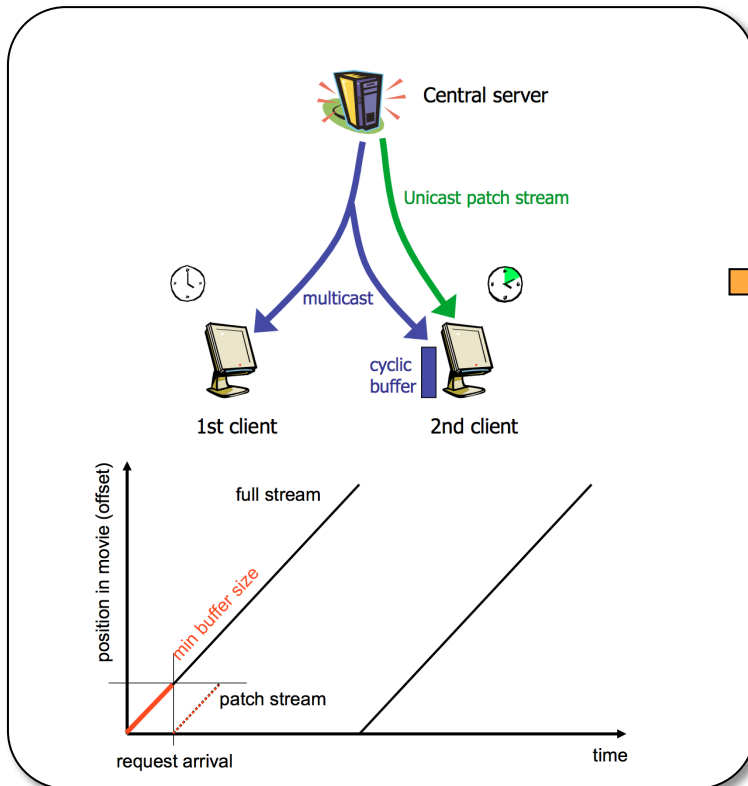 Central server
Unicast patch stream
multicast
cyclic
buffer
1st client
2nd client
position in movie (offset)
full stream
min buffer size
patch stream
request arrival
time